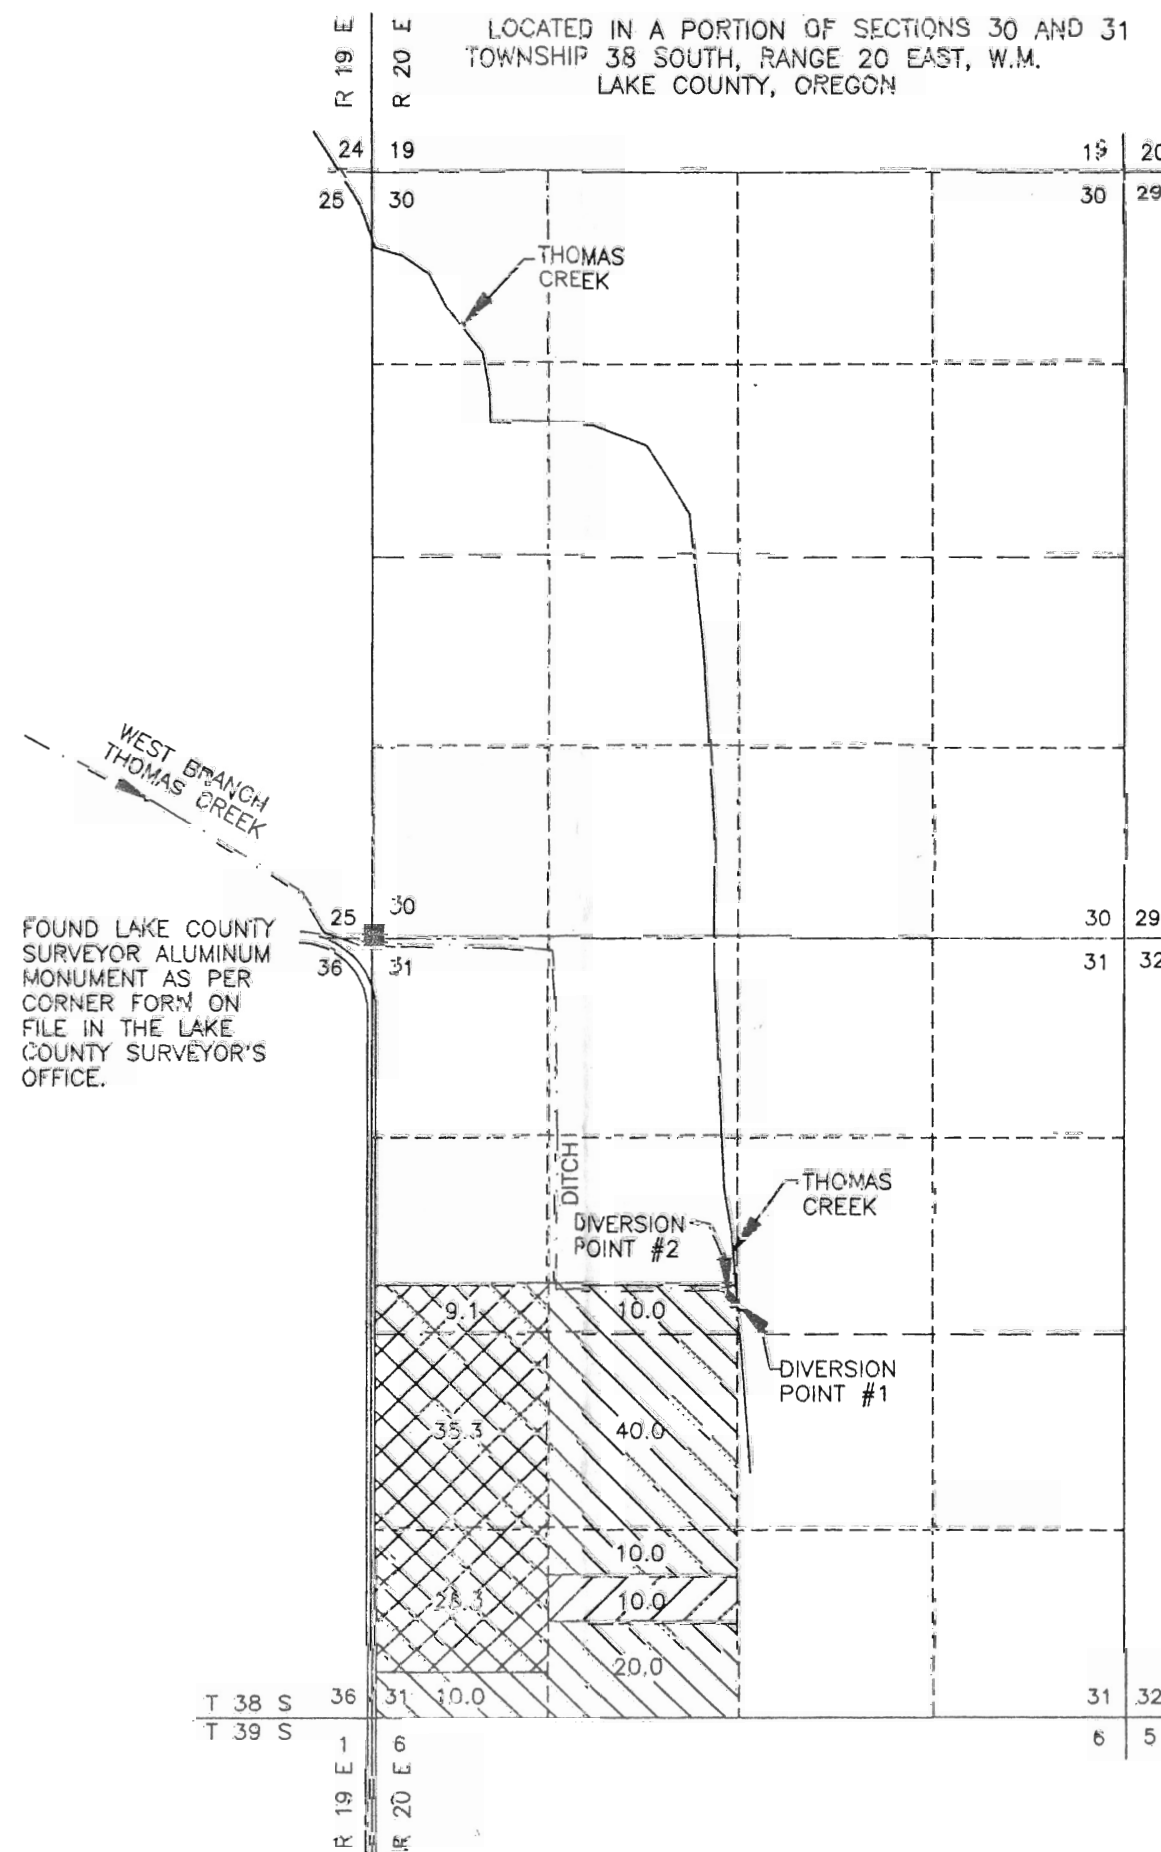 LOCATED IN A PORTION OF SECTIONS 30 AND 31
TOWNSHIP 38 SOUTH, RANGE 20 EAST, W.M.
LAKE COUNTY, OREGON
R 19 E
R 20 E
24 19
19 20
25 30
30 29
THOMAS
CREEK
WEST BRANCH
THOMAS CREEK
25 30
30 29
36 31
31 32
FOUND LAKE COUNTY
SURVEYOR ALUMINUM
MONUMENT AS PER
CORNER FORM ON
FILE IN THE LAKE
COUNTY SURVEYOR'S
OFFICE.
DITCH
THOMAS
CREEK
DIVERSION
POINT #2
9.1
10.0
DIVERSION
POINT #1
35.3
40.0
10.0
10.0
20.0
10.0
T 38 S
36 31
31 32
T 39 S
1 6
6 5
R 19 E
R 20 E